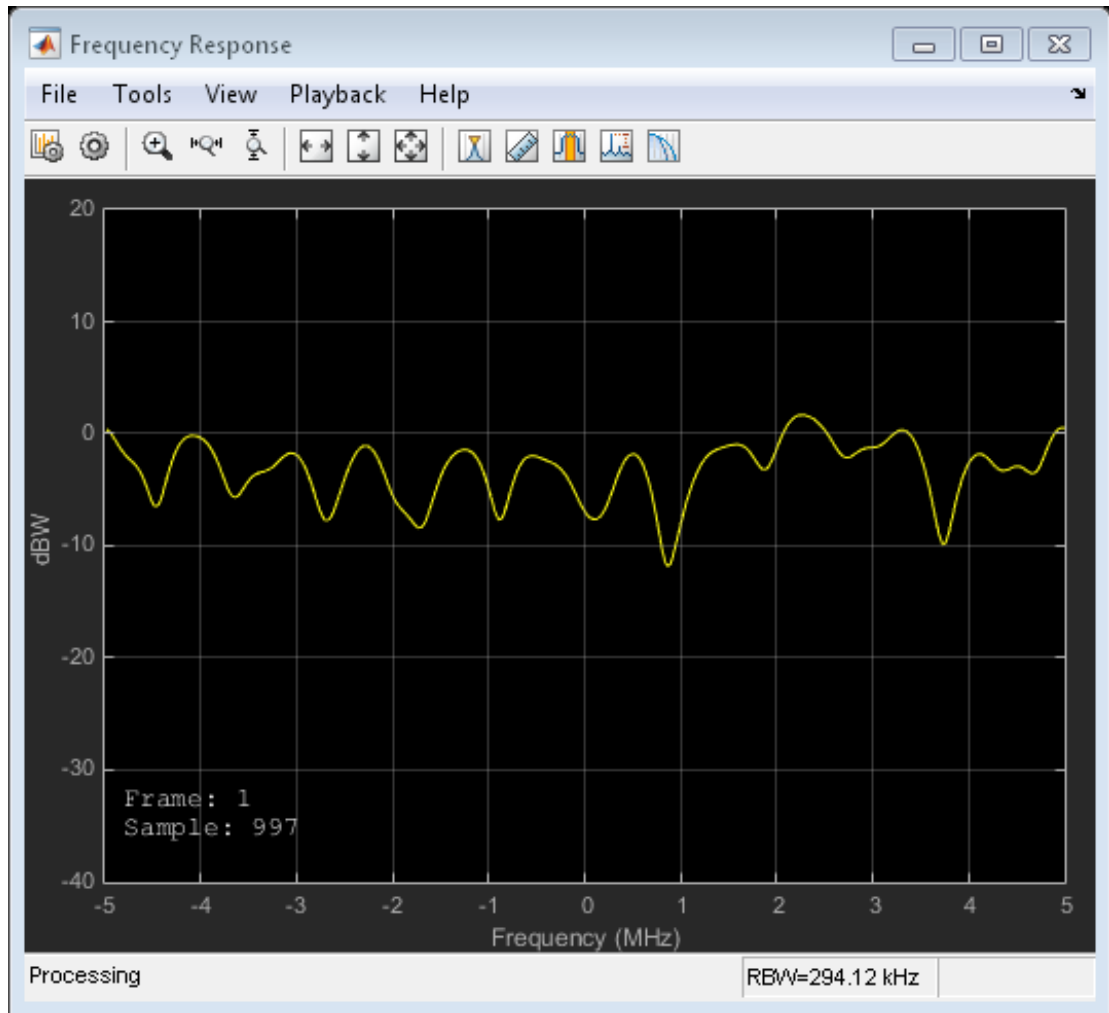 Frequency Response
File Tools View Playback Help
20
10
0
-10
-20
-30
-40
dBW
Frame: 1
Sample: 997
-5 -4 -3 -2 -1 0 1 2 3 4 5
Frequency (MHz)
Processing RBW=294.12 kHz